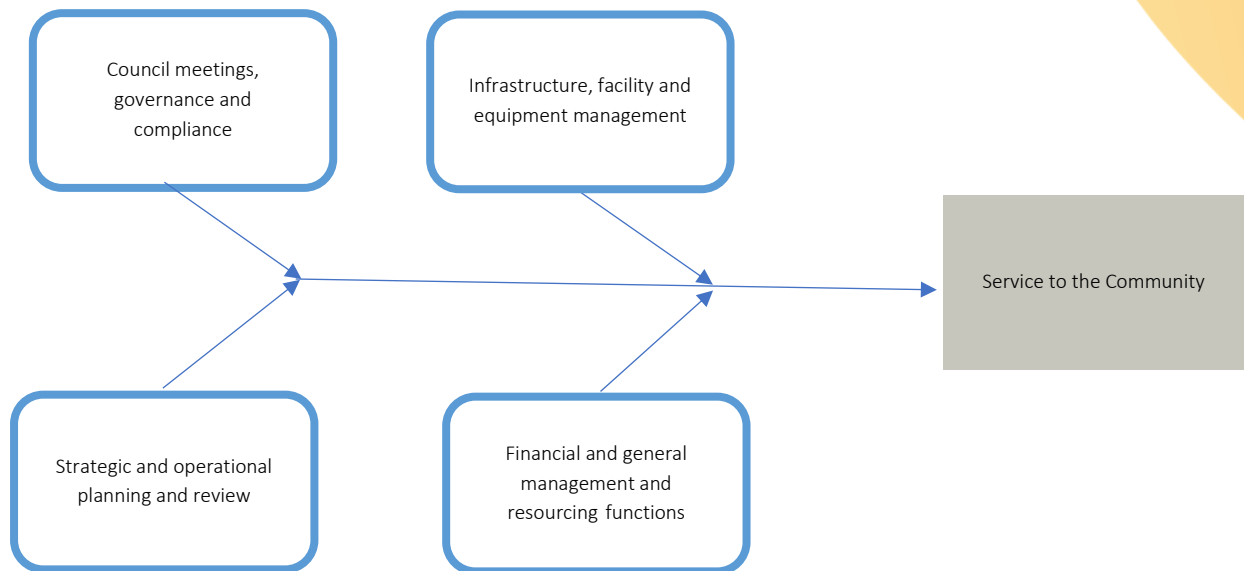 Council meetings,
governance and
compliance
Infrastructure, facility and
equipment management
Service to the Community
Strategic and operational
planning and review
Financial and general
management and
resourcing functions